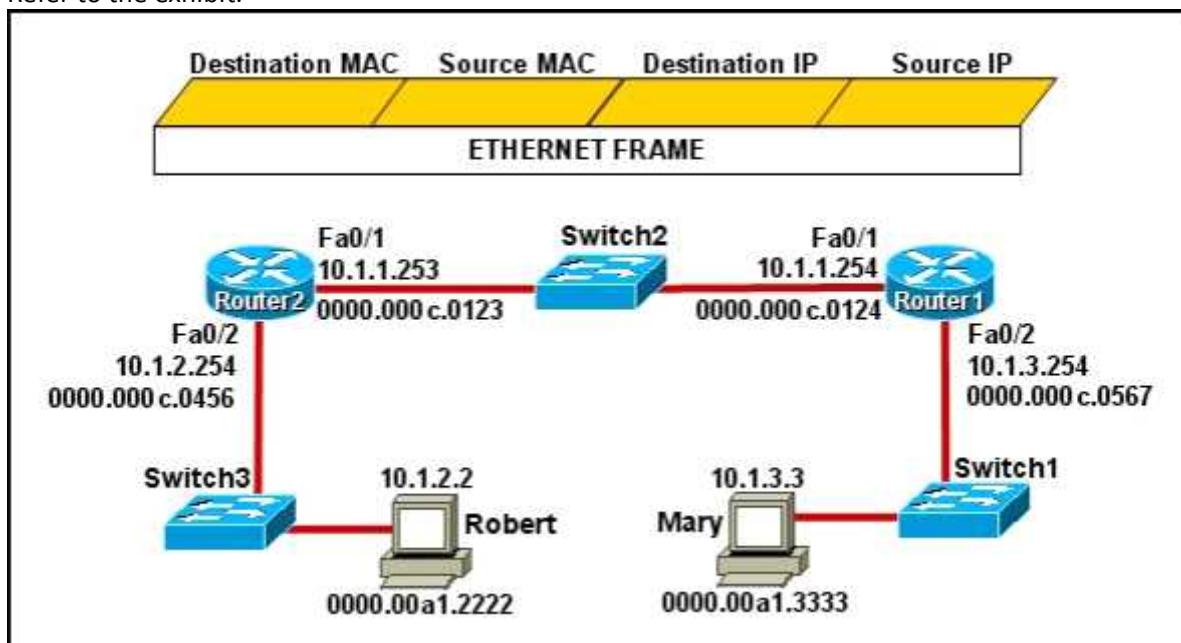 Refer to the exhibit.
Destination MAC Source MAC Destination IP Source IP
ETHERNET FRAME
Fa0/1
10.1.1.253
0000.000c.0123
Switch2
Fa0/1
10.1.1.254
0000.000c.0124
Router2
Router1
Fa0/2
10.1.2.254
0000.000c.0456
Fa0/2
10.1.3.254
0000.000c.0567
Switch3
10.1.2.2
Robert
0000.00a1.2222
10.1.3.3
Mary
0000.00a1.3333
Switch1